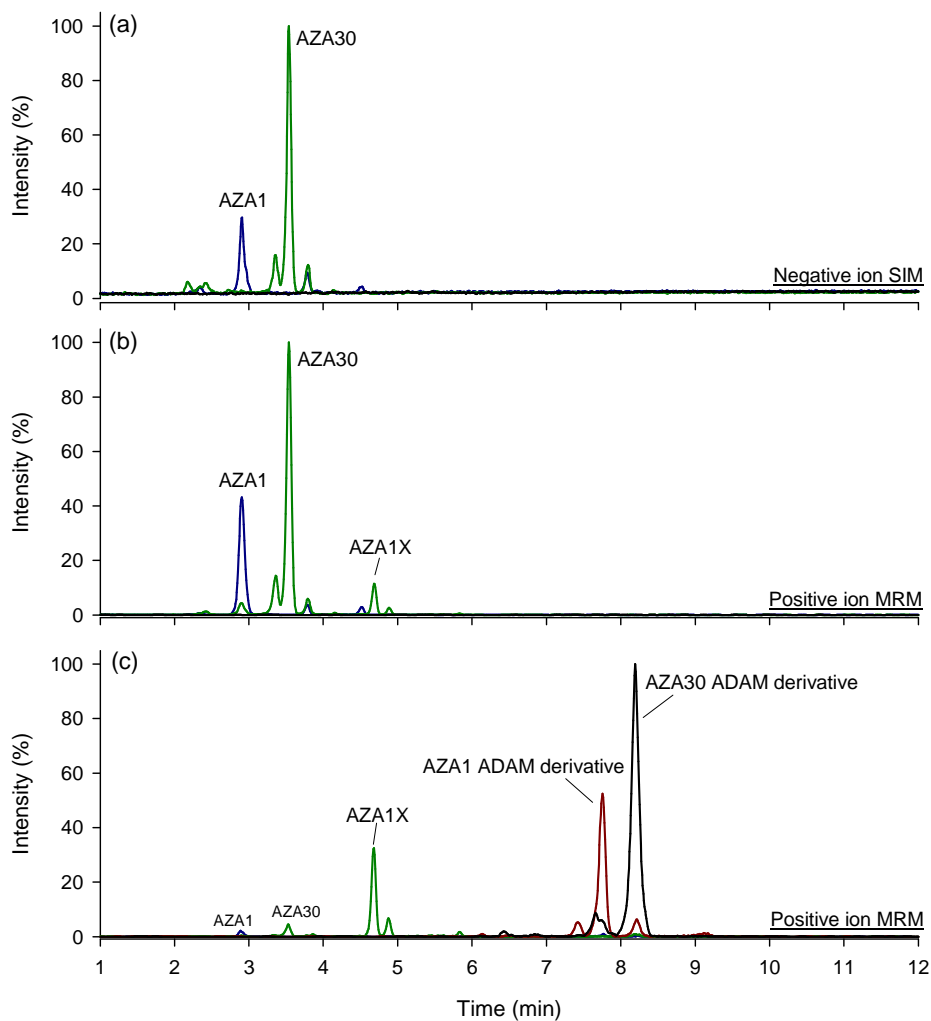 (a)
100
80
60
40
20
0
Intensity (%)
AZA30
AZA1
Negative ion SIM
(b)
100
80
60
40
20
0
Intensity (%)
AZA30
AZA1
AZA1X
Positive ion MRM
(c)
100
80
60
40
20
0
Intensity (%)
AZA30 ADAM derivative
AZA1 ADAM derivative
AZA1X
AZA1
AZA30
Positive ion MRM
1 2 3 4 5 6 7 8 9 10 11 12
Time (min)